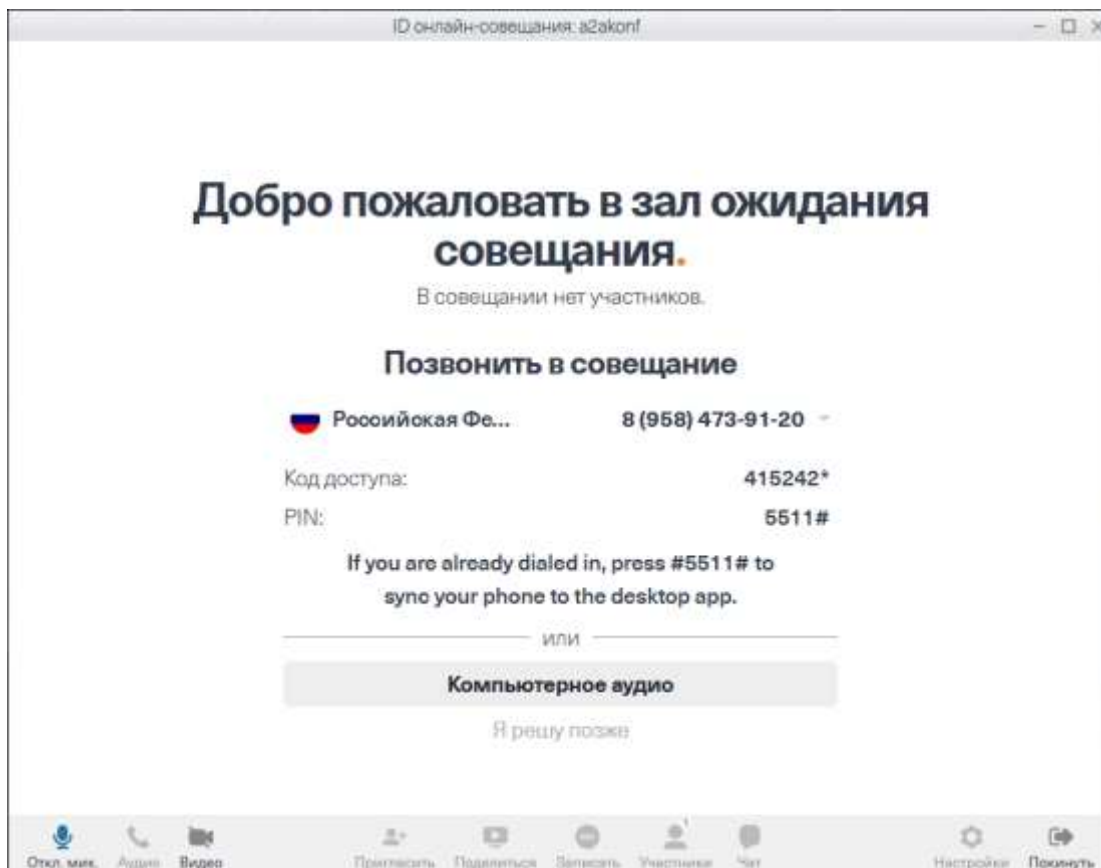 ID онлайн-совещания: a2akonf
Добро пожаловать в зал ожидания
совещания.
В совещании нет участников.
Позвонить в совещание
Российская Фе... 8 (958) 473-91-20
Код доступа: 415242*
PIN: 5511#
If you are already dialed in, press #5511# to
sync your phone to the desktop app.
или
Компьютерное аудио
Я решу позже
1
Откл. мик. Аудио Видео Пригласить Поделиться Записать Участники Чат Настройки Покинуть